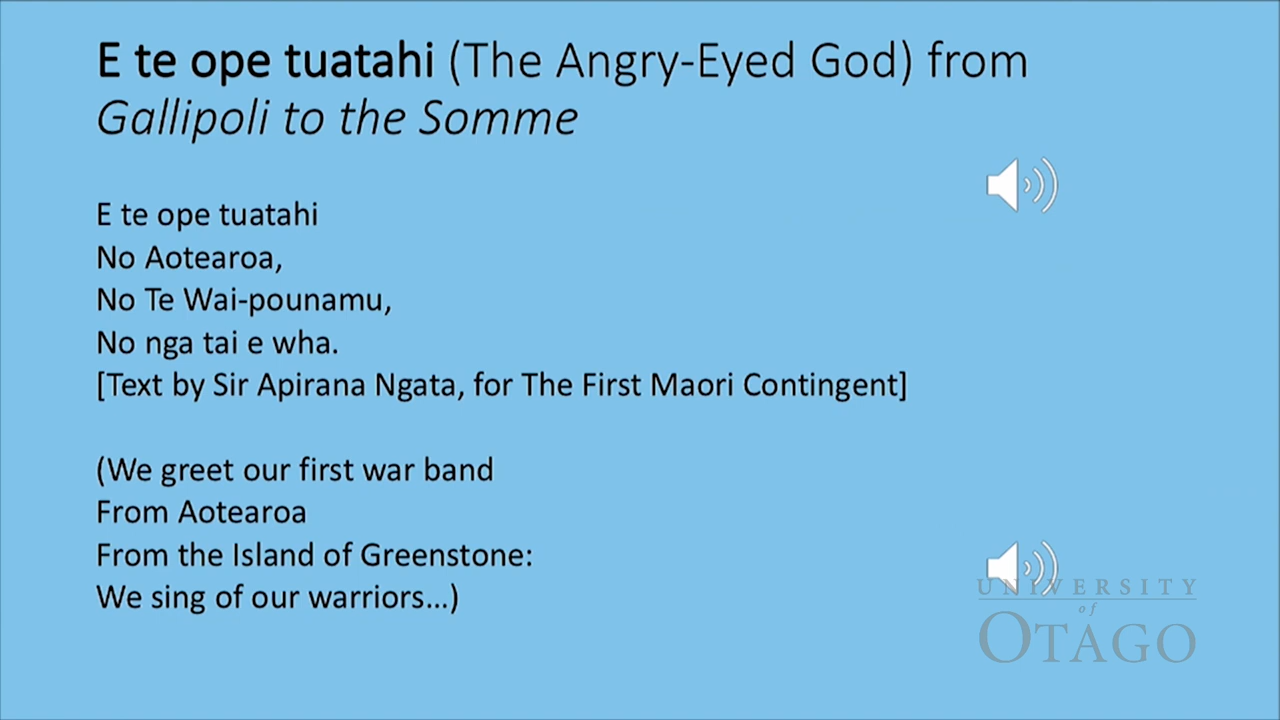 E te ope tuatahi (The Angry-Eyed God) from
Gallipoli to the Somme
E te ope tuatahi
No Aotearoa,
No Te Wai-pounamu,
No nga tai e wha.
[Text by Sir Apirana Ngata, for The First Maori Contingent]
(We greet our first war band
From Aotearoa
From the Island of Greenstone:
We sing of our warriors...)
UNIVERSITY
of
OTAGO